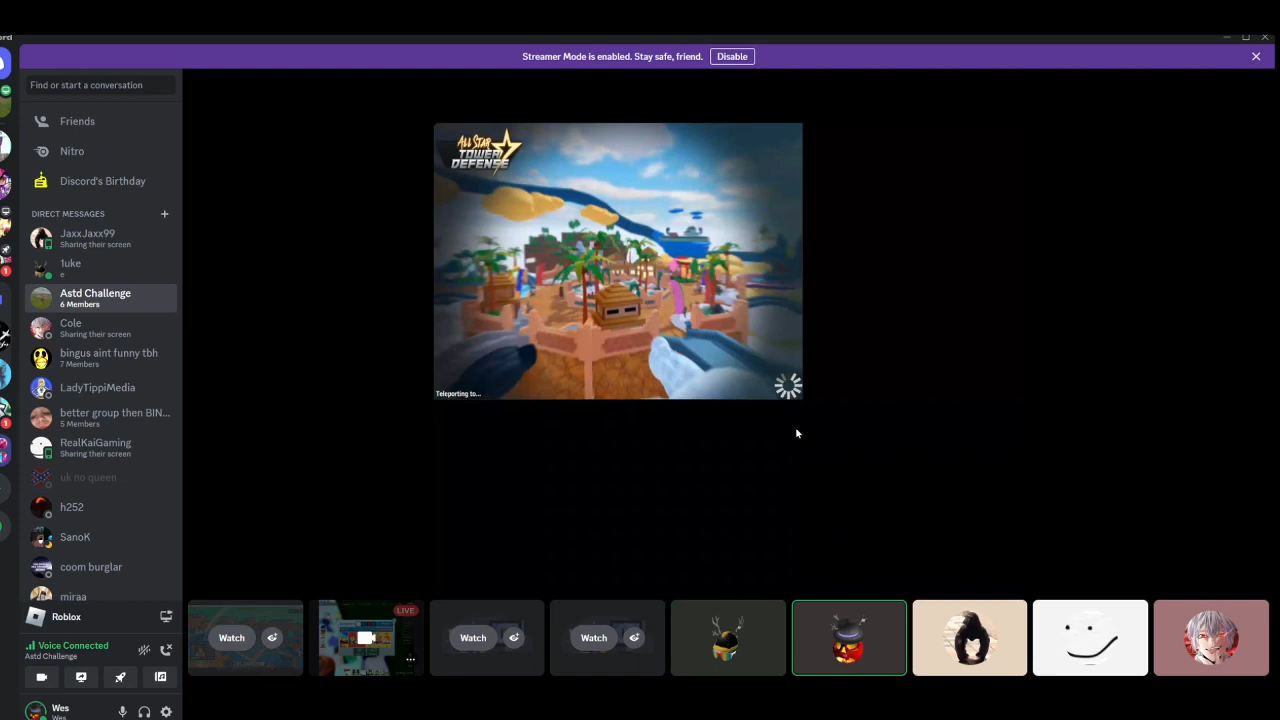 Streamer Mode is enabled. Stay safe, friend.
Disable
Find or start a conversation
Friends
Nitro
Discord's Birthday
DIRECT MESSAGES
JaxxJaxx99
Sharing their screen
1uke
e
Astd Challenge
6 Members
Cole
Sharing their screen
bingus aint funny tbh
7 Members
LadyTippiMedia
better group then BIN...
5 Members
RealKaiGaming
Sharing their screen
uk no queen
h252
SanoK
coom burglar
miraa
Roblox
Voice Connected
Astd Challenge
Wes
Wes
ALL STAR
TOWER
DEFENSE
Teleporting to...
Watch
LIVE
Watch
Watch